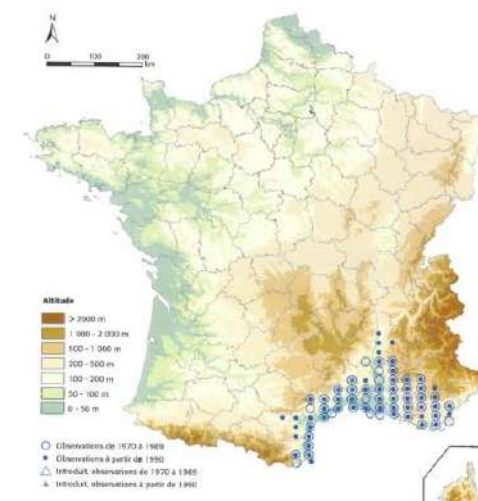 N
0 100 200
km
Altitude
> 2000 m
1 000 - 2 000 m
500 - 1 000 m
200 - 500 m
100 - 200 m
50 - 100 m
0 - 50 m
Observations de 1970 à 1989
Observations à partir de 1990
Introduit, observations de 1970 à 1989
Introduit, observations à partir de 1990